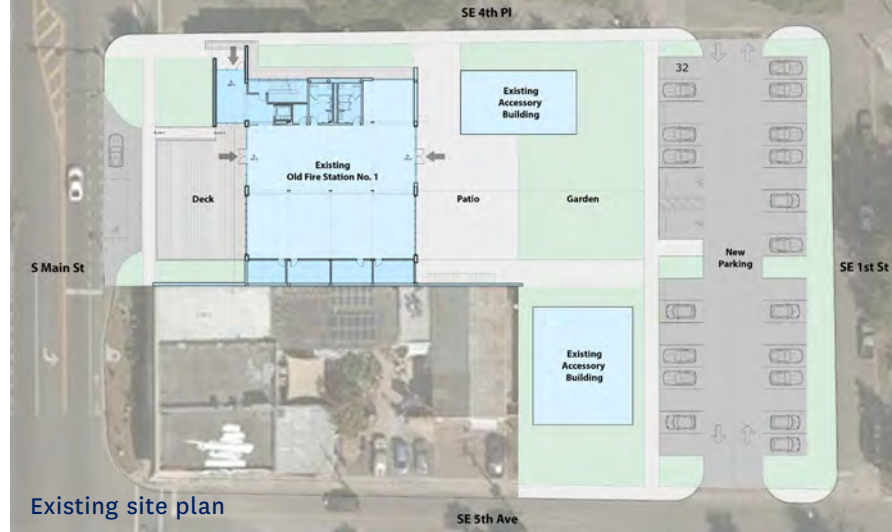 SE 4th Pl
32
Existing
Accessory
Building
Existing
Old Fire Station No. 1
Deck
Patio
Garden
New
Parking
S Main St
SE 1st St
Existing
Accessory
Building
SE 5th Ave
Existing site plan